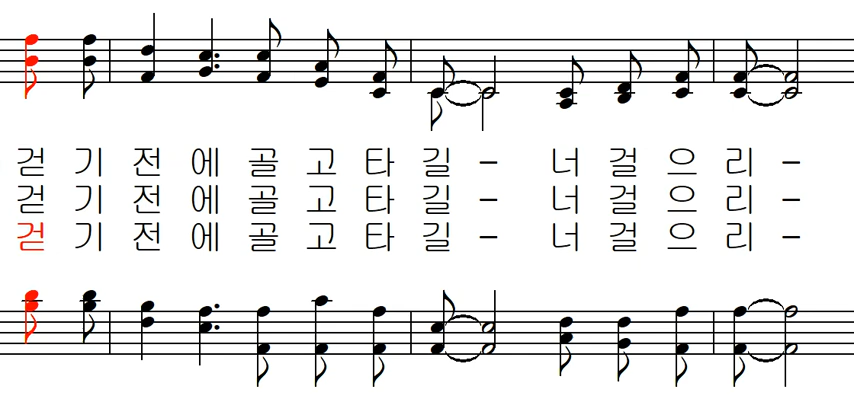 걷 기 전 에 골 고 타 길 - 너 걸 으 리 -
걷 기 전 에 골 고 타 길 - 너 걸 으 리 -
걷 기 전 에 골 고 타 길 - 너 걸 으 리 -